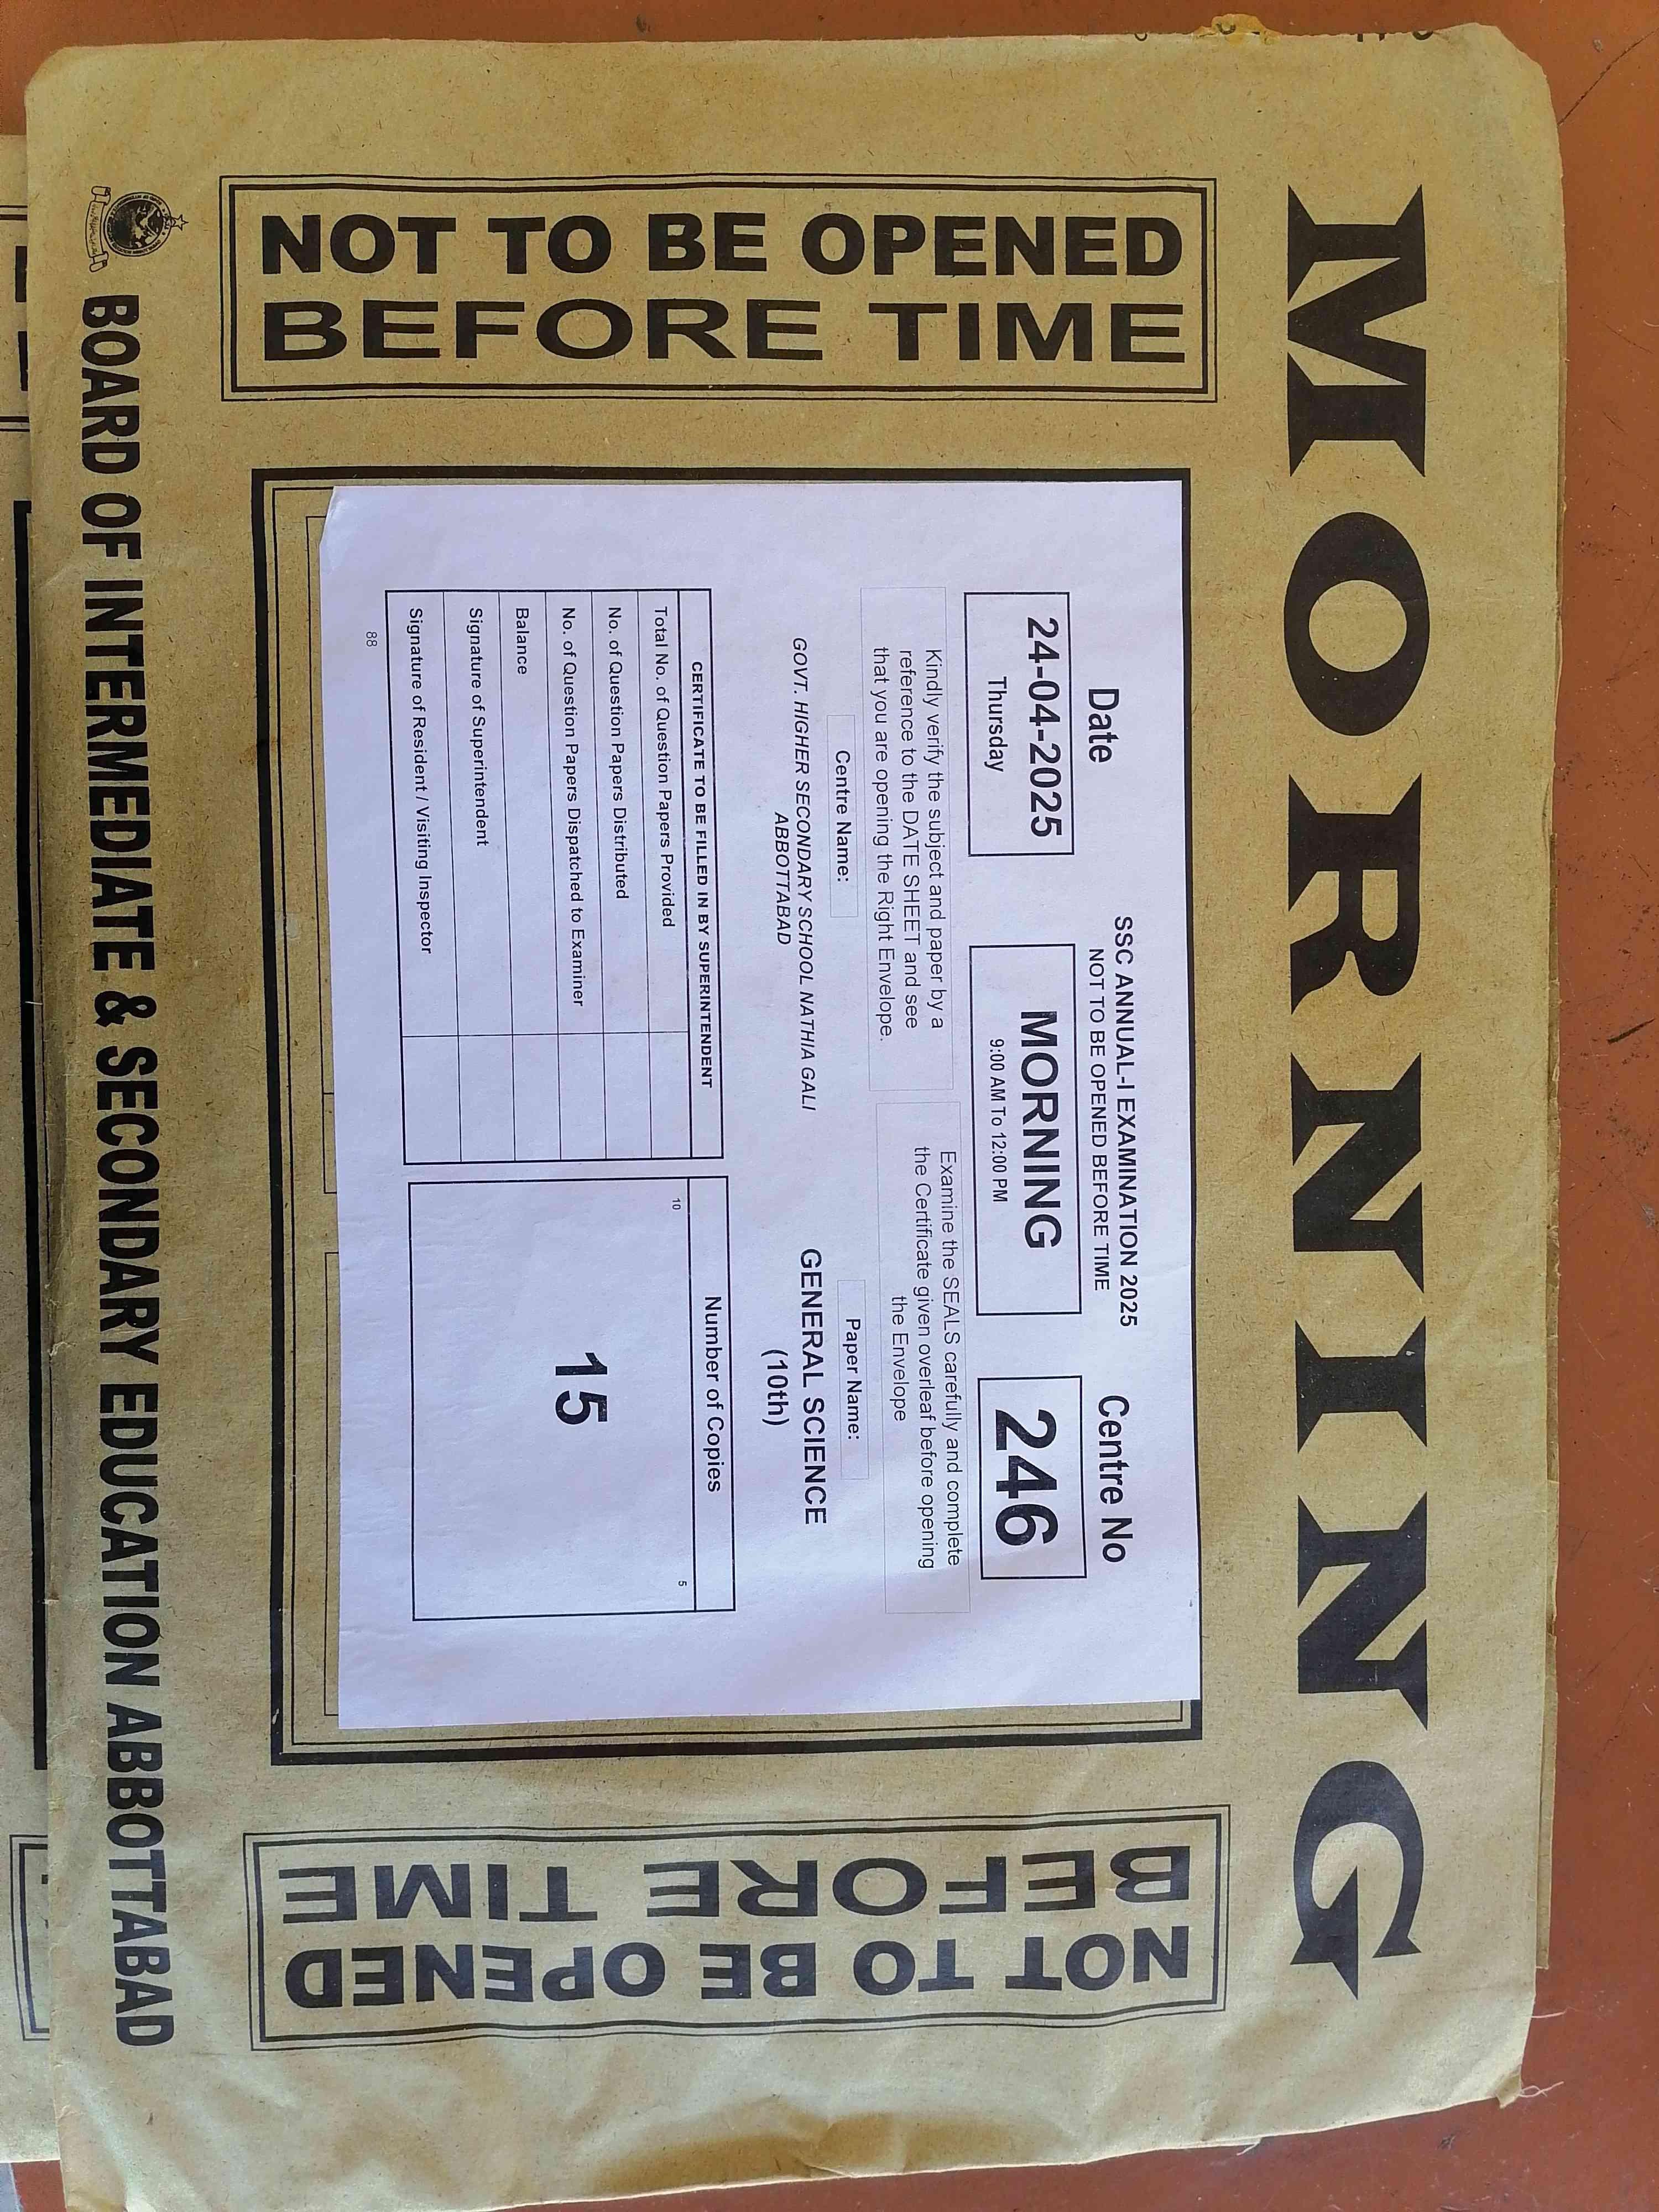 MORNING
NOT TO BE OPENED
BEFORE TIME
Date
SSC ANNUAL-I EXAMINATION 2025
NOT TO BE OPENED BEFORE TIME
Centre No
24-04-2025
Thursday
MORNING
9:00 AM To 12:00 PM
246
Kindly verify the subject and paper by a
reference to the DATE SHEET and see
that you are opening the Right Envelope.
Examine the SEALS carefully and complete
the Certificate given overleaf before opening
the Envelope
Centre Name:
GOVT. HIGHER SECONDARY SCHOOL NATHIA GALI
ABBOTTABAD
Paper Name:
GENERAL SCIENCE
(10th)
CERTIFICATE TO BE FILLED IN BY SUPERINTENDENT
Total No. of Question Papers Provided
No. of Question Papers Distributed
No. of Question Papers Dispatched to Examiner
Balance
Signature of Superintendent
Signature of Resident / Visiting Inspector
88
Number of Copies
10
5
15
NOT TO BE OPENED
BEFORE TIME
BOARD OF INTERMEDIATE & SECONDARY EDUCATION ABBOTTABAD